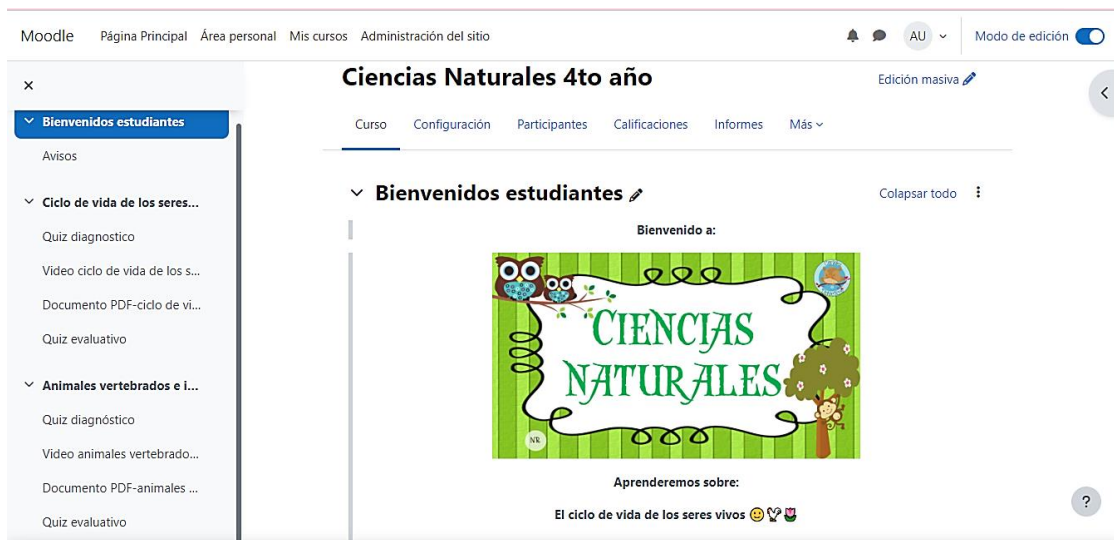 Moodle Página Principal Área personal Mis cursos Administración del sitio AU Modo de edición
Bienvenidos estudiantes
Avisos
Ciclo de vida de los seres...
Quiz diagnostico
Video ciclo de vida de los s...
Documento PDF-ciclo de vi...
Quiz evaluativo
Animales vertebrados e i...
Quiz diagnóstico
Video animales vertebrado...
Documento PDF-animales ...
Quiz evaluativo
Ciencias Naturales 4to año
Edición masiva
Curso Configuración Participantes Calificaciones Informes Más
Bienvenidos estudiantes
Colapsar todo
Bienvenido a:
CIENCIAS
NATURALES
NR
Aprenderemos sobre:
El ciclo de vida de los seres vivos 🙂🐿️🌷
?